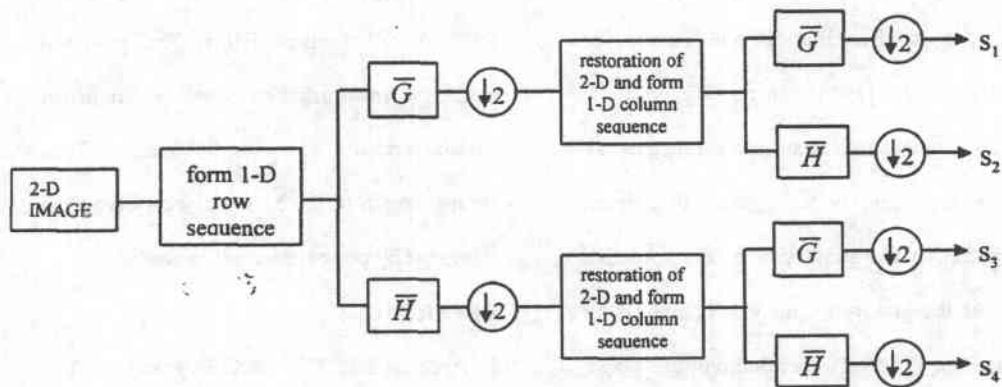 2-D
IMAGE
form 1-D
row
sequence
G̅
↓2
restoration of
2-D and form
1-D column
sequence
G̅
↓2
S₁
H̅
↓2
S₂
H̅
↓2
restoration of
2-D and form
1-D column
sequence
G̅
↓2
S₃
H̅
↓2
S₄